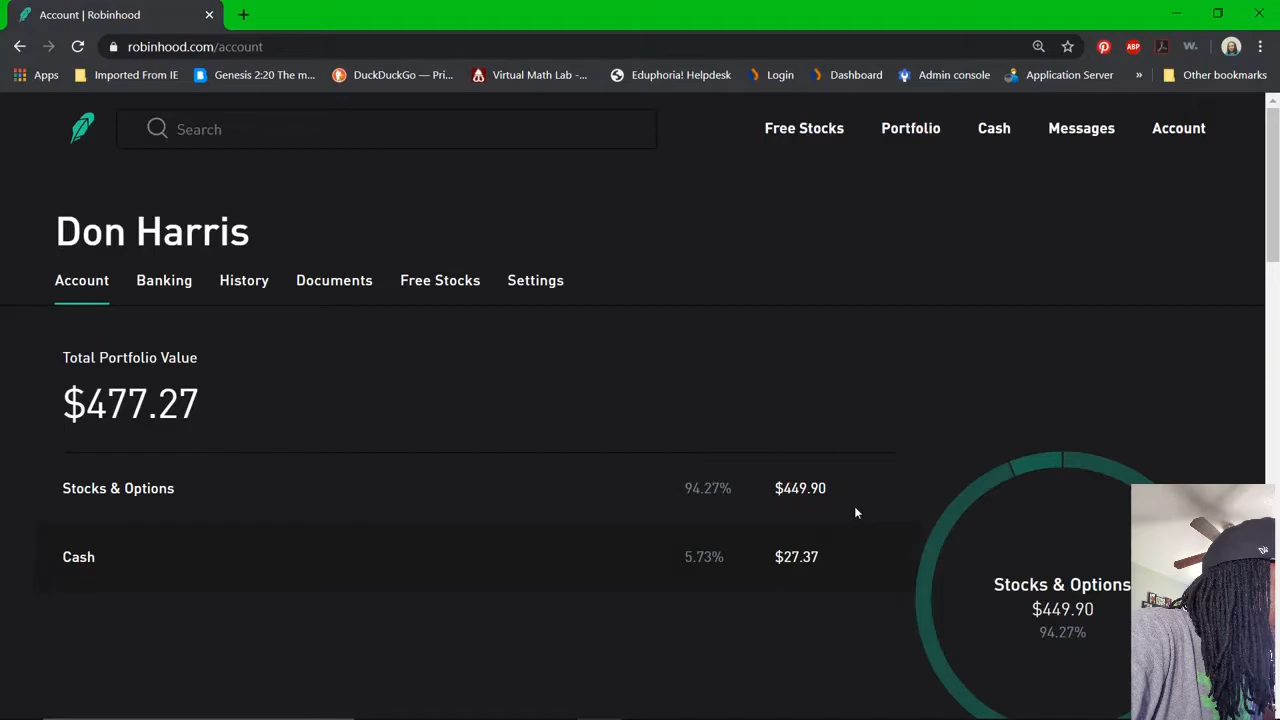 Account | Robinhood
robinhood.com/account
ABP
w.
Apps
Imported From IE
Genesis 2:20 The m...
DuckDuckGo — Pri...
Virtual Math Lab -...
Eduphoria! Helpdesk
Login
Dashboard
Admin console
Application Server
»
Other bookmarks
Search
Free Stocks
Portfolio
Cash
Messages
Account
Don Harris
Account
Banking
History
Documents
Free Stocks
Settings
Total Portfolio Value
$477.27
Stocks & Options
94.27%
$449.90
Cash
5.73%
$27.37
Stocks & Options
$449.90
94.27%